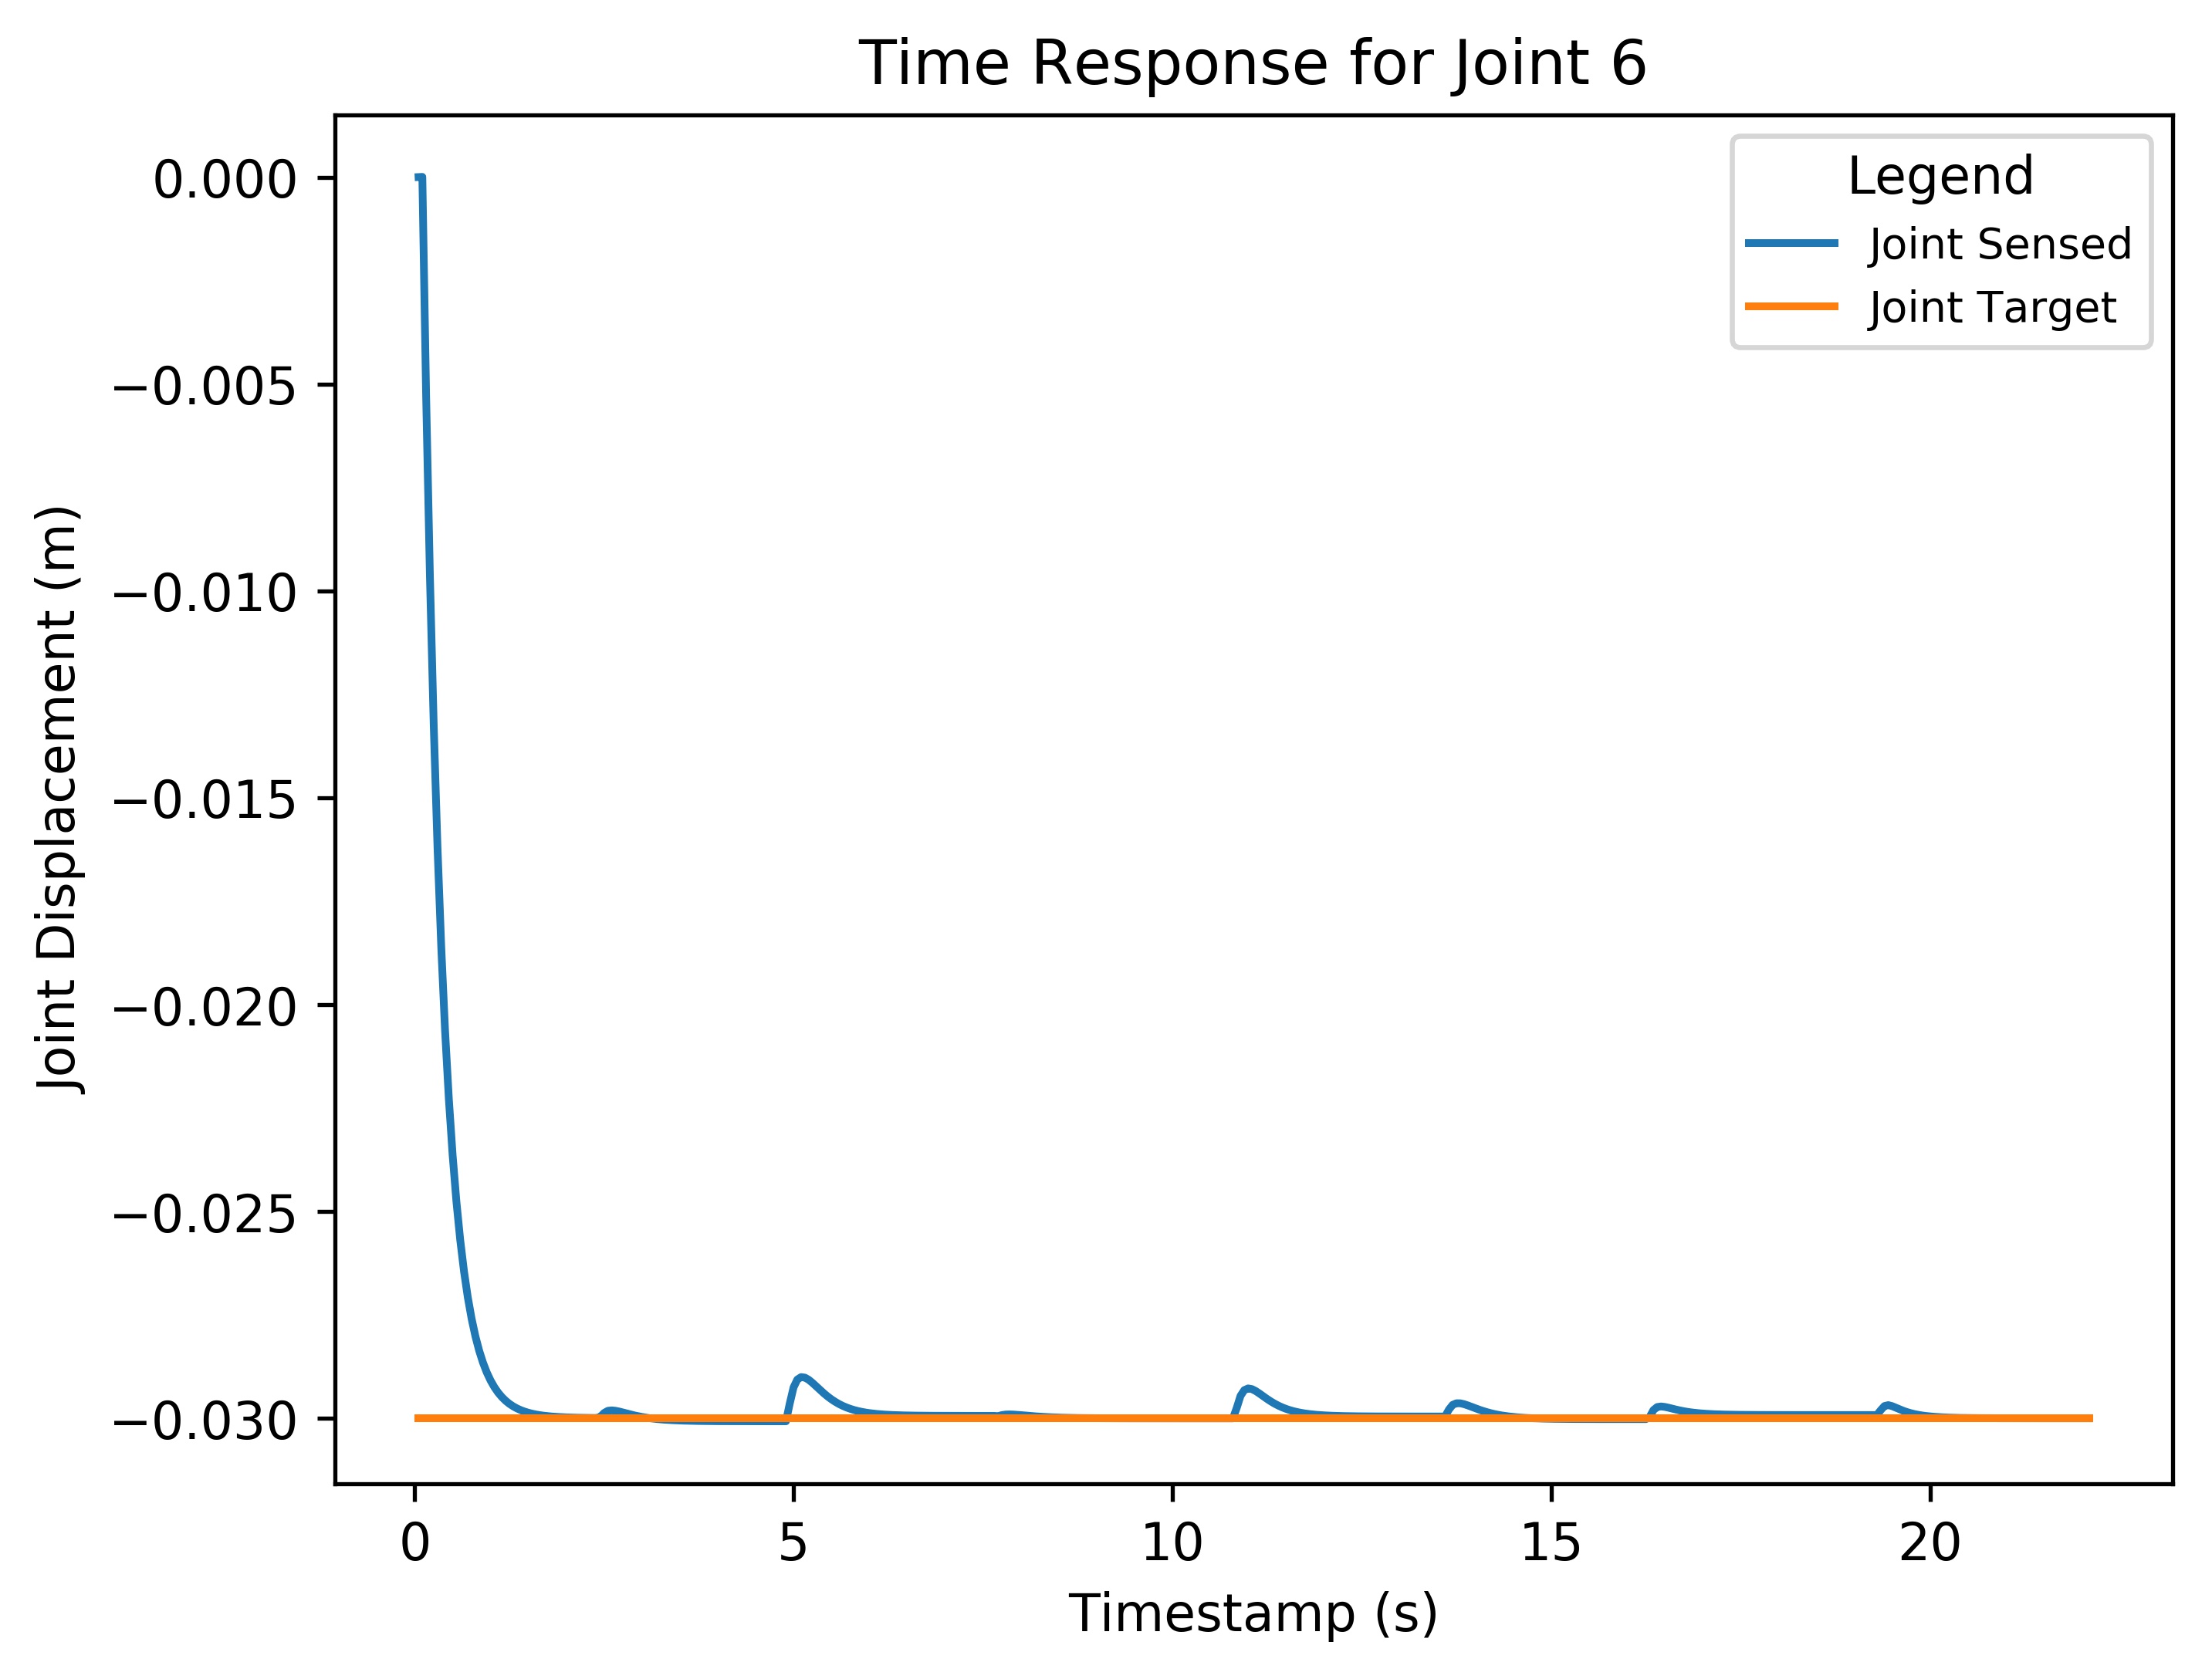 Time Response for Joint 6
Legend
Joint Sensed
Joint Target
0.000
−0.005
−0.010
−0.015
−0.020
−0.025
−0.030
Joint Displacement (m)
0 5 10 15 20
Timestamp (s)